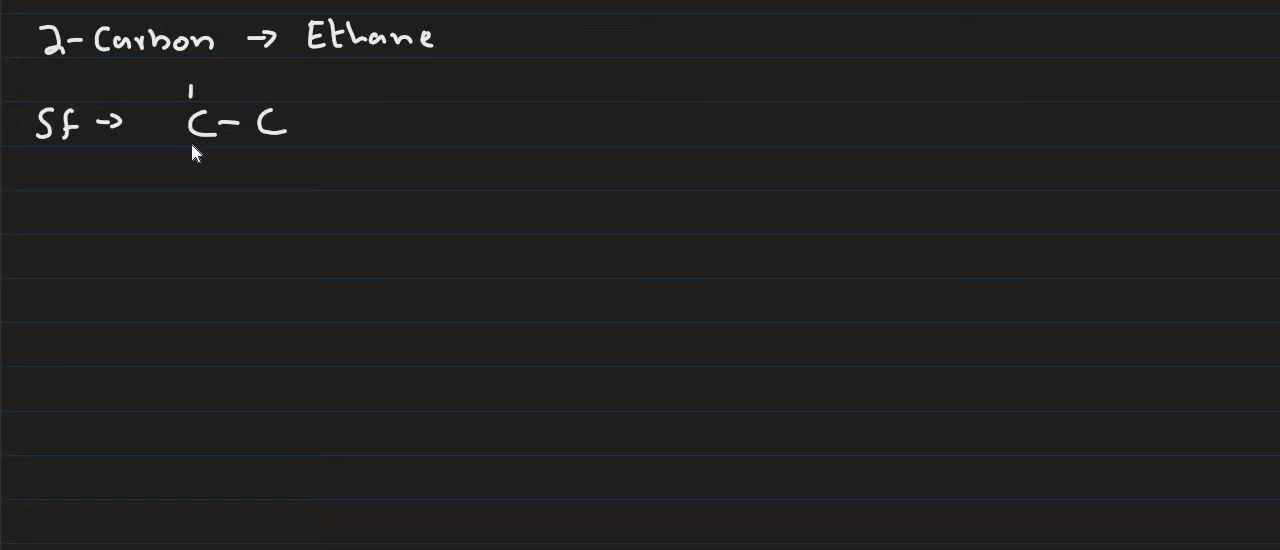 2-Carbon → Ethane
Sf → C - C